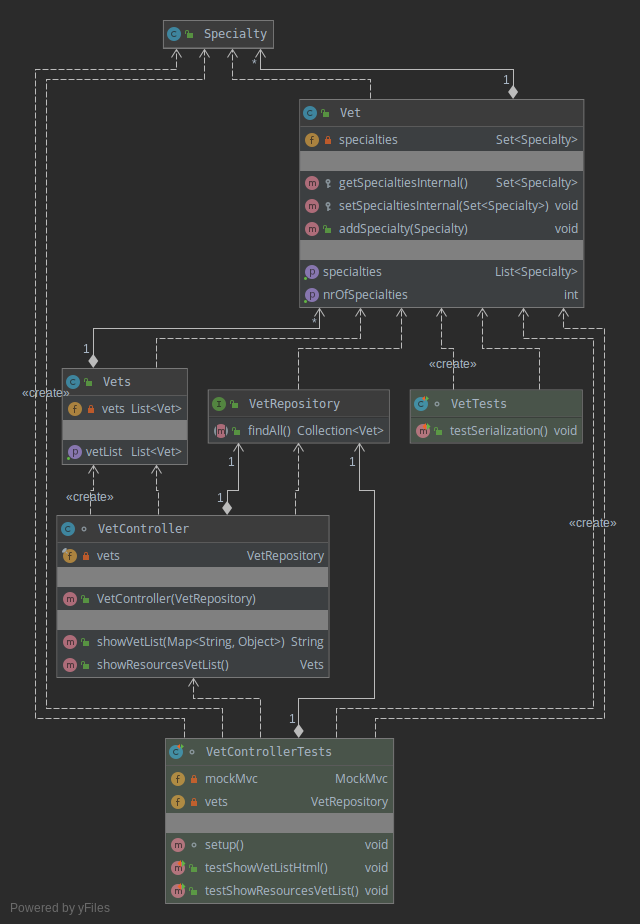 Specialty
*
1
Vet
specialties Set<Specialty>
getSpecialtiesInternal() Set<Specialty>
setSpecialtiesInternal(Set<Specialty>) void
addSpecialty(Specialty) void
specialties List<Specialty>
nrOfSpecialties int
*
1
«create»
Vets
vets List<Vet>
vetList List<Vet>
«create»
VetRepository
findAll() Collection<Vet>
VetTests
testSerialization() void
1
1
«create»
1
«create»
VetController
vets VetRepository
VetController(VetRepository)
showVetList(Map<String, Object>) String
showResourcesVetList() Vets
1
VetControllerTests
mockMvc MockMvc
vets VetRepository
setup() void
testShowVetListHtml() void
testShowResourcesVetList() void
Powered by yFiles